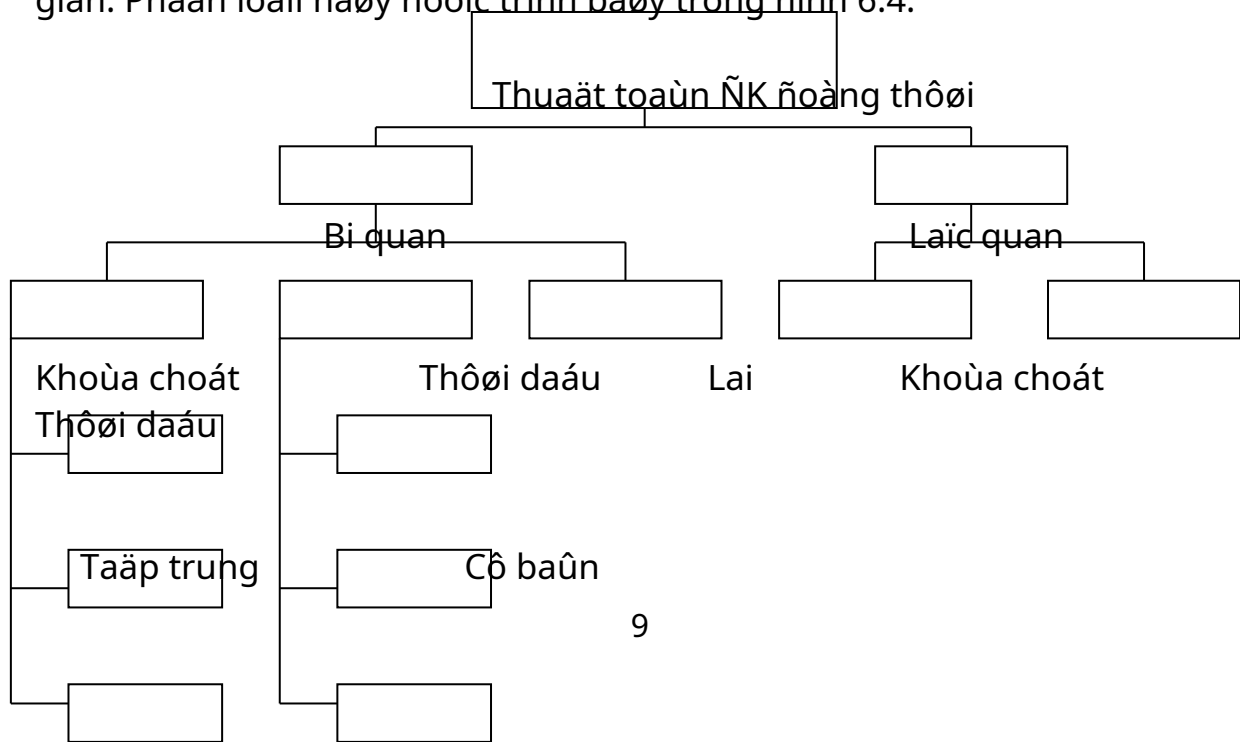 gian. Phaân loaïi naøy ñöôïc trình baøy trong hình 6.4.
Thuaät toaùn ÑK ñoàng thôøi
Bi quan Laïc quan
Khoùa choát Thôøi daáu Lai Khoùa choát
Thôøi daáu
Taäp trung Cô baûn
9